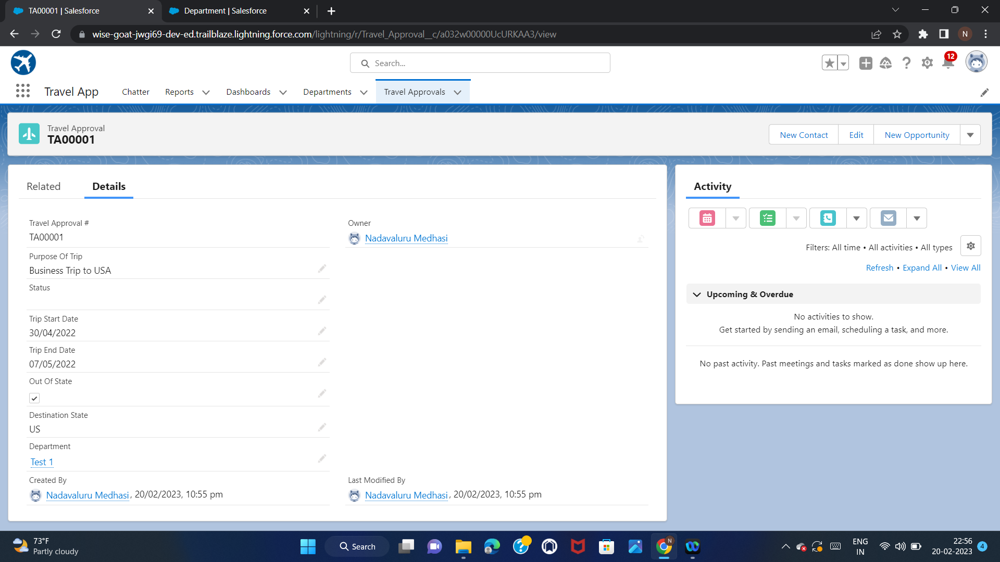 TA00001 | Salesforce
Department | Salesforce
wise-goat-jwgi69-dev-ed.trailblaze.lightning.force.com/lightning/r/Travel_Approval__c/a032w00000UcURKAA3/view
N
Search...
12
Travel App
Chatter
Reports
Dashboards
Departments
Travel Approvals
Travel Approval
TA00001
New Contact
Edit
New Opportunity
Related
Details
Travel Approval #
TA00001
Owner
Nadavaluru Medhasi
Purpose Of Trip
Business Trip to USA
Status
Trip Start Date
30/04/2022
Trip End Date
07/05/2022
Out Of State
Destination State
US
Department
Test 1
Created By
Nadavaluru Medhasi, 20/02/2023, 10:55 pm
Last Modified By
Nadavaluru Medhasi, 20/02/2023, 10:55 pm
Activity
Filters: All time • All activities • All types
Refresh • Expand All • View All
Upcoming & Overdue
No activities to show.
Get started by sending an email, scheduling a task, and more.
No past activity. Past meetings and tasks marked as done show up here.
73°F
Partly cloudy
Search
N
ENG
IN
22:56
20-02-2023
4